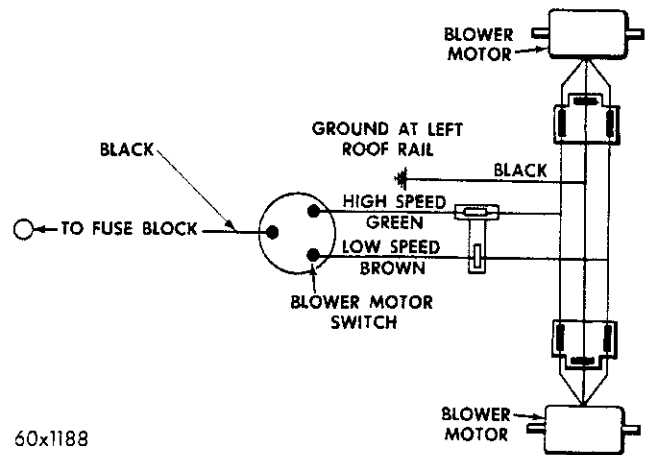 BLOWER
MOTOR
GROUND AT LEFT
ROOF RAIL
BLACK
BLACK
HIGH SPEED
GREEN
TO FUSE BLOCK
LOW SPEED
BROWN
BLOWER MOTOR
SWITCH
BLOWER
MOTOR
60x1188